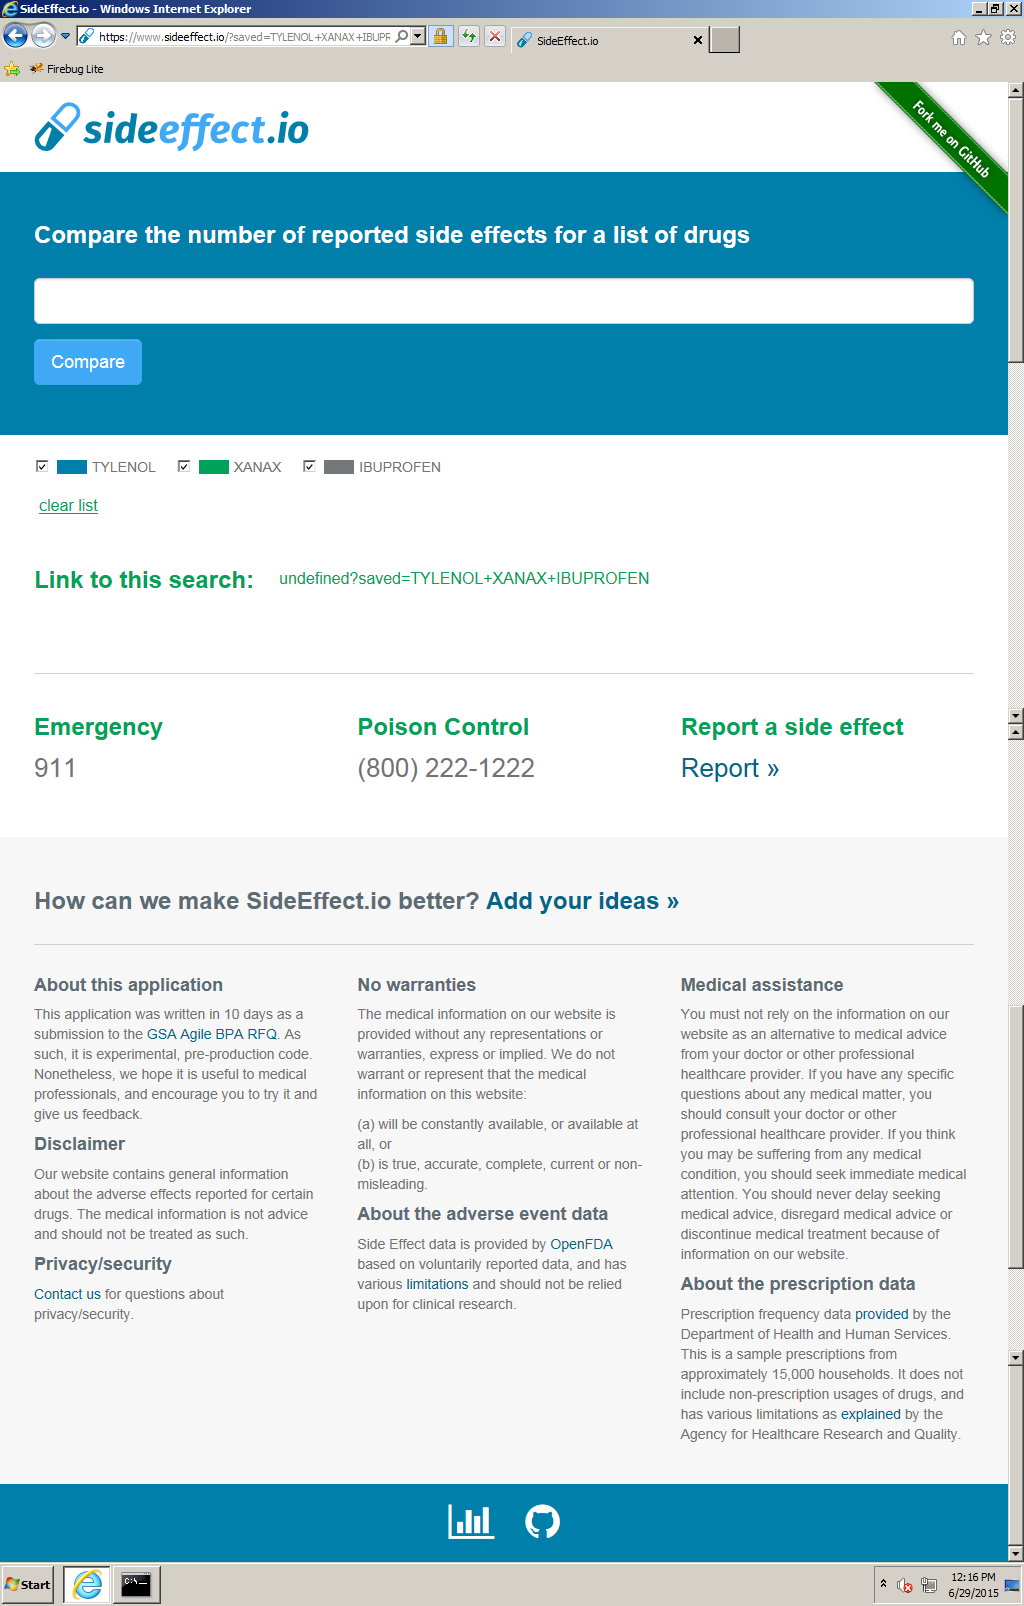 SideEffect.io - Windows Internet Explorer
https://www.sideeffect.io/?saved=TYLENOL+XANAX+IBUPR
SideEffect.io
Firebug Lite
sideeffect.io
Fork me on GitHub
Compare the number of reported side effects for a list of drugs
Compare
TYLENOL XANAX IBUPROFEN
clear list
Link to this search: undefined?saved=TYLENOL+XANAX+IBUPROFEN
Emergency
911
Poison Control
(800) 222-1222
Report a side effect
Report »
How can we make SideEffect.io better? Add your ideas »
About this application
This application was written in 10 days as a
submission to the GSA Agile BPA RFQ. As
such, it is experimental, pre-production code.
Nonetheless, we hope it is useful to medical
professionals, and encourage you to try it and
give us feedback.
Disclaimer
Our website contains general information
about the adverse effects reported for certain
drugs. The medical information is not advice
and should not be treated as such.
Privacy/security
Contact us for questions about
privacy/security.
No warranties
The medical information on our website is
provided without any representations or
warranties, express or implied. We do not
warrant or represent that the medical
information on this website:
(a) will be constantly available, or available at
all, or
(b) is true, accurate, complete, current or non-
misleading.
About the adverse event data
Side Effect data is provided by OpenFDA
based on voluntarily reported data, and has
various limitations and should not be relied
upon for clinical research.
Medical assistance
You must not rely on the information on our
website as an alternative to medical advice
from your doctor or other professional
healthcare provider. If you have any specific
questions about any medical matter, you
should consult your doctor or other
professional healthcare provider. If you think
you may be suffering from any medical
condition, you should seek immediate medical
attention. You should never delay seeking
medical advice, disregard medical advice or
discontinue medical treatment because of
information on our website.
About the prescription data
Prescription frequency data provided by the
Department of Health and Human Services.
This is a sample prescriptions from
approximately 15,000 households. It does not
include non-prescription usages of drugs, and
has various limitations as explained by the
Agency for Healthcare Research and Quality.
Start
C:\_
12:16 PM
6/29/2015